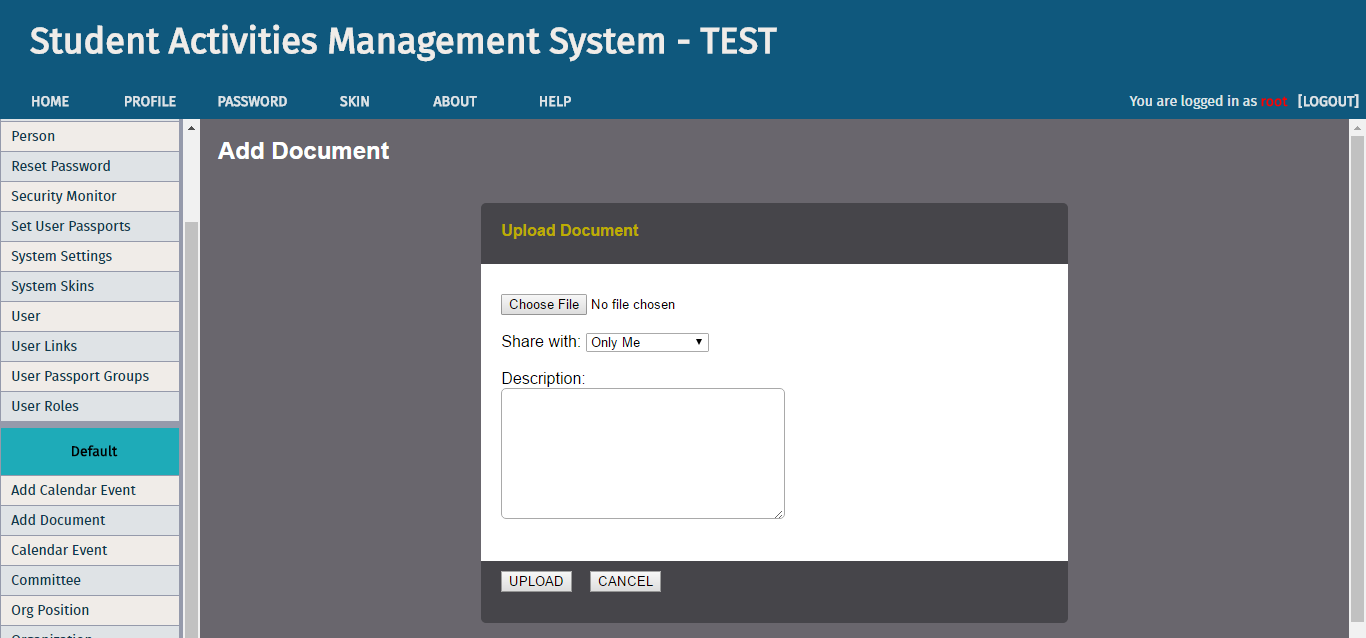 Student Activities Management System - TEST
HOME PROFILE PASSWORD SKIN ABOUT HELP You are logged in as root [LOGOUT]
Person
Reset Password
Security Monitor
Set User Passports
System Settings
System Skins
User
User Links
User Passport Groups
User Roles
Default
Add Calendar Event
Add Document
Calendar Event
Committee
Org Position
Organization
Add Document
Upload Document
Choose File No file chosen
Share with: Only Me
Description:
UPLOAD CANCEL